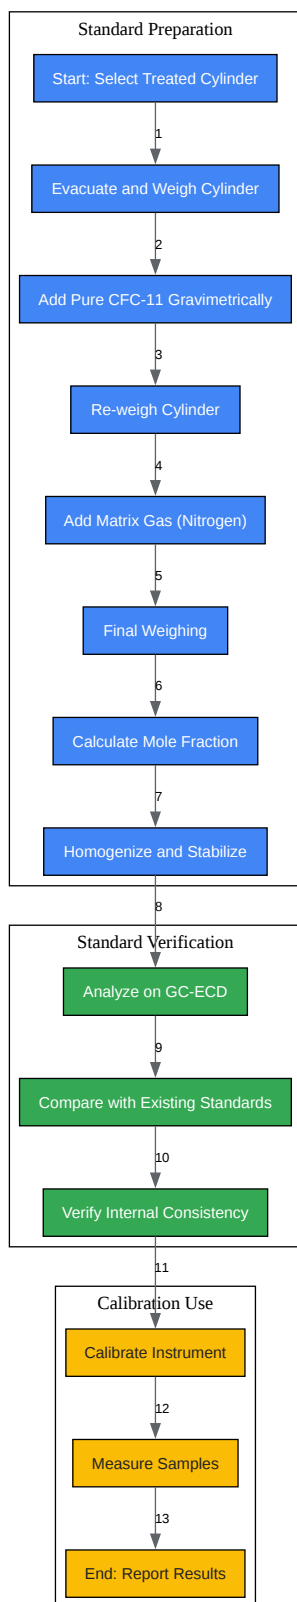 Standard Preparation
Start: Select Treated Cylinder
1
Evacuate and Weigh Cylinder
2
Add Pure CFC-11 Gravimetrically
3
Re-weigh Cylinder
4
Add Matrix Gas (Nitrogen)
5
Final Weighing
6
Calculate Mole Fraction
7
Homogenize and Stabilize
8
Standard Verification
Analyze on GC-ECD
9
Compare with Existing Standards
10
Verify Internal Consistency
11
Calibration Use
Calibrate Instrument
12
Measure Samples
13
End: Report Results